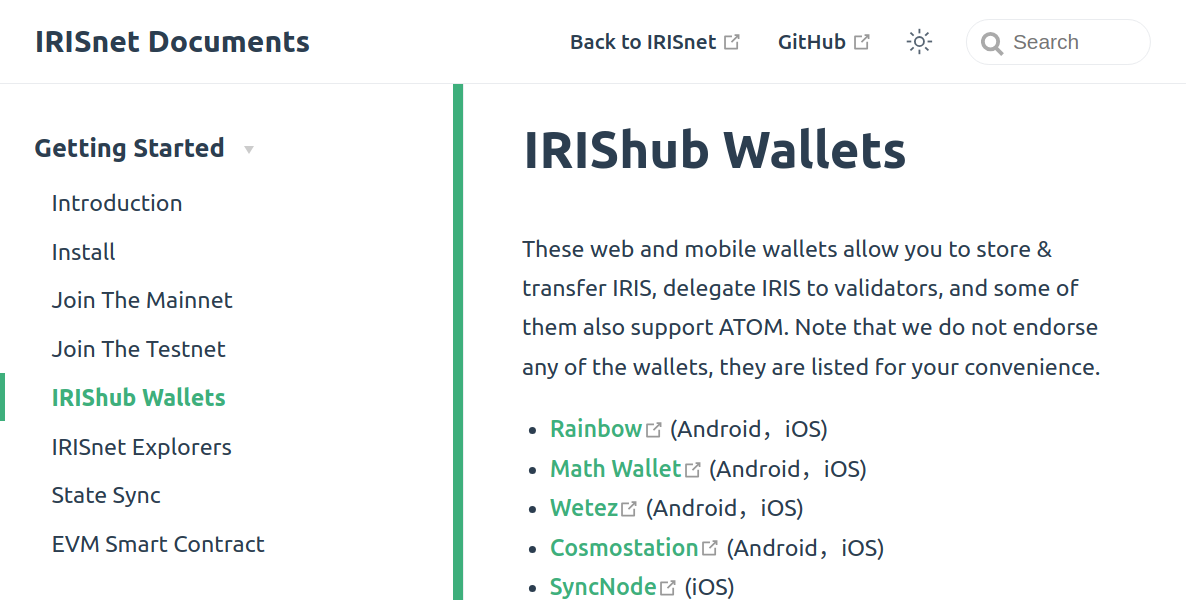 IRISnet Documents
Back to IRISnet
GitHub
Search
Getting Started
Introduction
Install
Join The Mainnet
Join The Testnet
IRIShub Wallets
IRISnet Explorers
State Sync
EVM Smart Contract
IRIShub Wallets
These web and mobile wallets allow you to store &
transfer IRIS, delegate IRIS to validators, and some of
them also support ATOM. Note that we do not endorse
any of the wallets, they are listed for your convenience.
• Rainbow (Android，iOS)
• Math Wallet (Android，iOS)
• Wetez (Android，iOS)
• Cosmostation (Android，iOS)
• SyncNode (iOS)